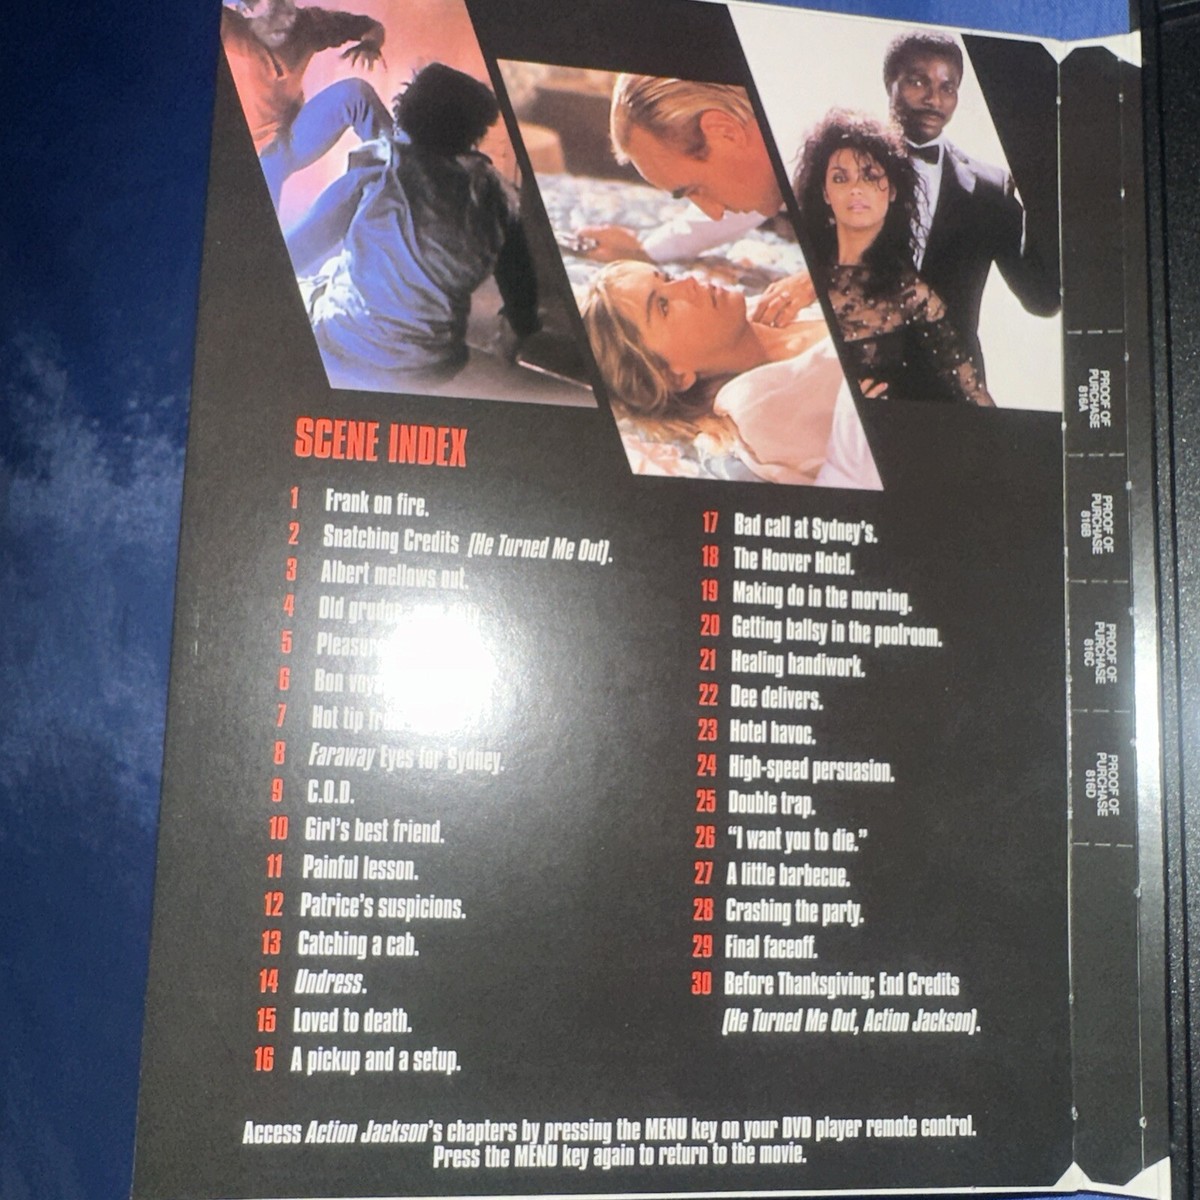 SCENE INDEX
1 Frank on fire.
2 Snatching Credits (He Turned Me Out).
3 Albert mellows out.
4 Old grudge
5
6 Bon
7 Hot tip
8 Faraway Eyes for Sydney.
9 C.O.D.
10 Girl's best friend.
11 Painful lesson.
12 Patrice's suspicions.
13 Catching a cab.
14 Undress.
15 Loved to death.
16 A pickup and a setup.
17 Bad call at Sydney's.
18 The Hoover Hotel.
19 Making do in the morning.
20 Getting ballsy in the poolroom.
21 Healing handiwork.
22 Dee delivers.
23 Hotel havoc.
24 High-speed persuasion.
25 Double trap.
26 “I want you to die.”
27 A little barbecue.
28 Crashing the party.
29 Final faceoff.
30 Before Thanksgiving; End Credits
(He Turned Me Out, Action Jackson).
Access Action Jackson's chapters by pressing the MENU key on your DVD player remote control.
Press the MENU key again to return to the movie.
PROOF OF
PURCHASE
816A
PROOF OF
PURCHASE
816B
PROOF OF
PURCHASE
816C
PROOF OF
PURCHASE
816D